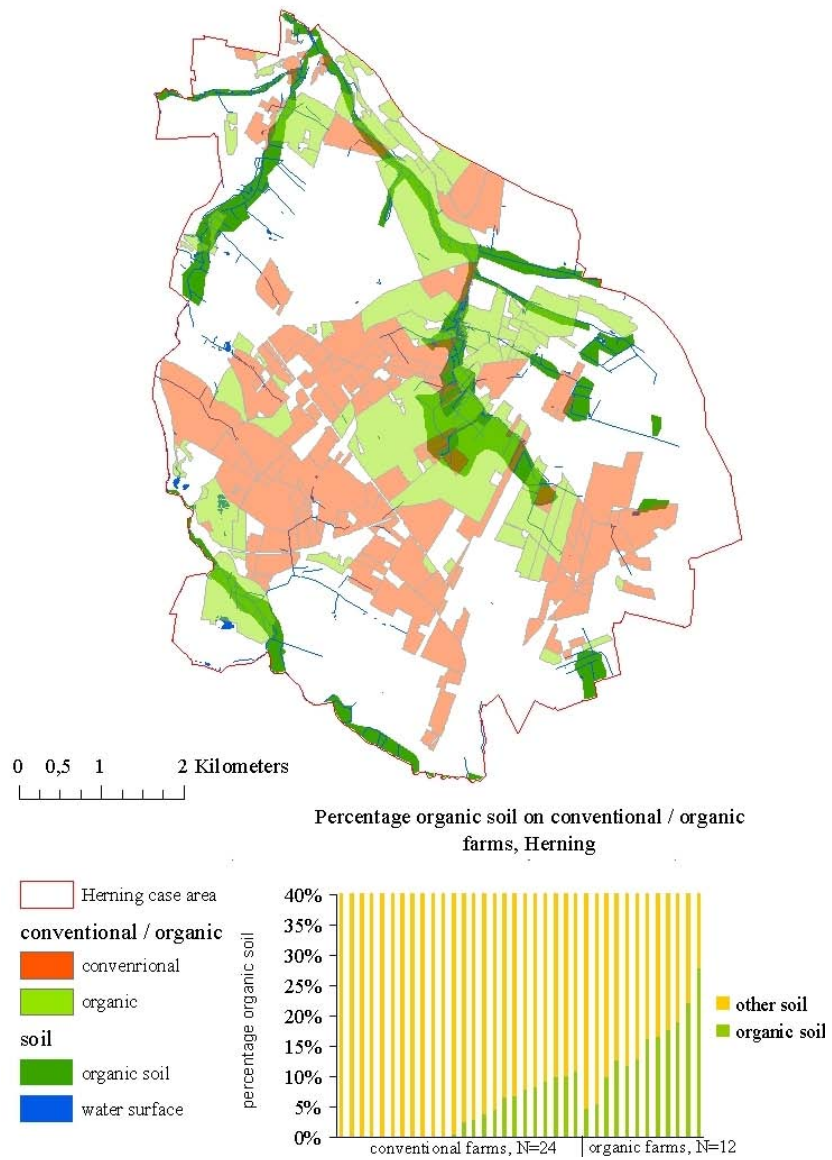 0 0,5 1 2 Kilometers
Percentage organic soil on conventional / organic
farms, Herning
Herning case area
conventional / organic
convenrional
organic
soil
organic soil
water surface
percentage organic soil
40%
35%
30%
25%
20%
15%
10%
5%
0%
conventional farms, N=24
organic farms, N=12
other soil
organic soil